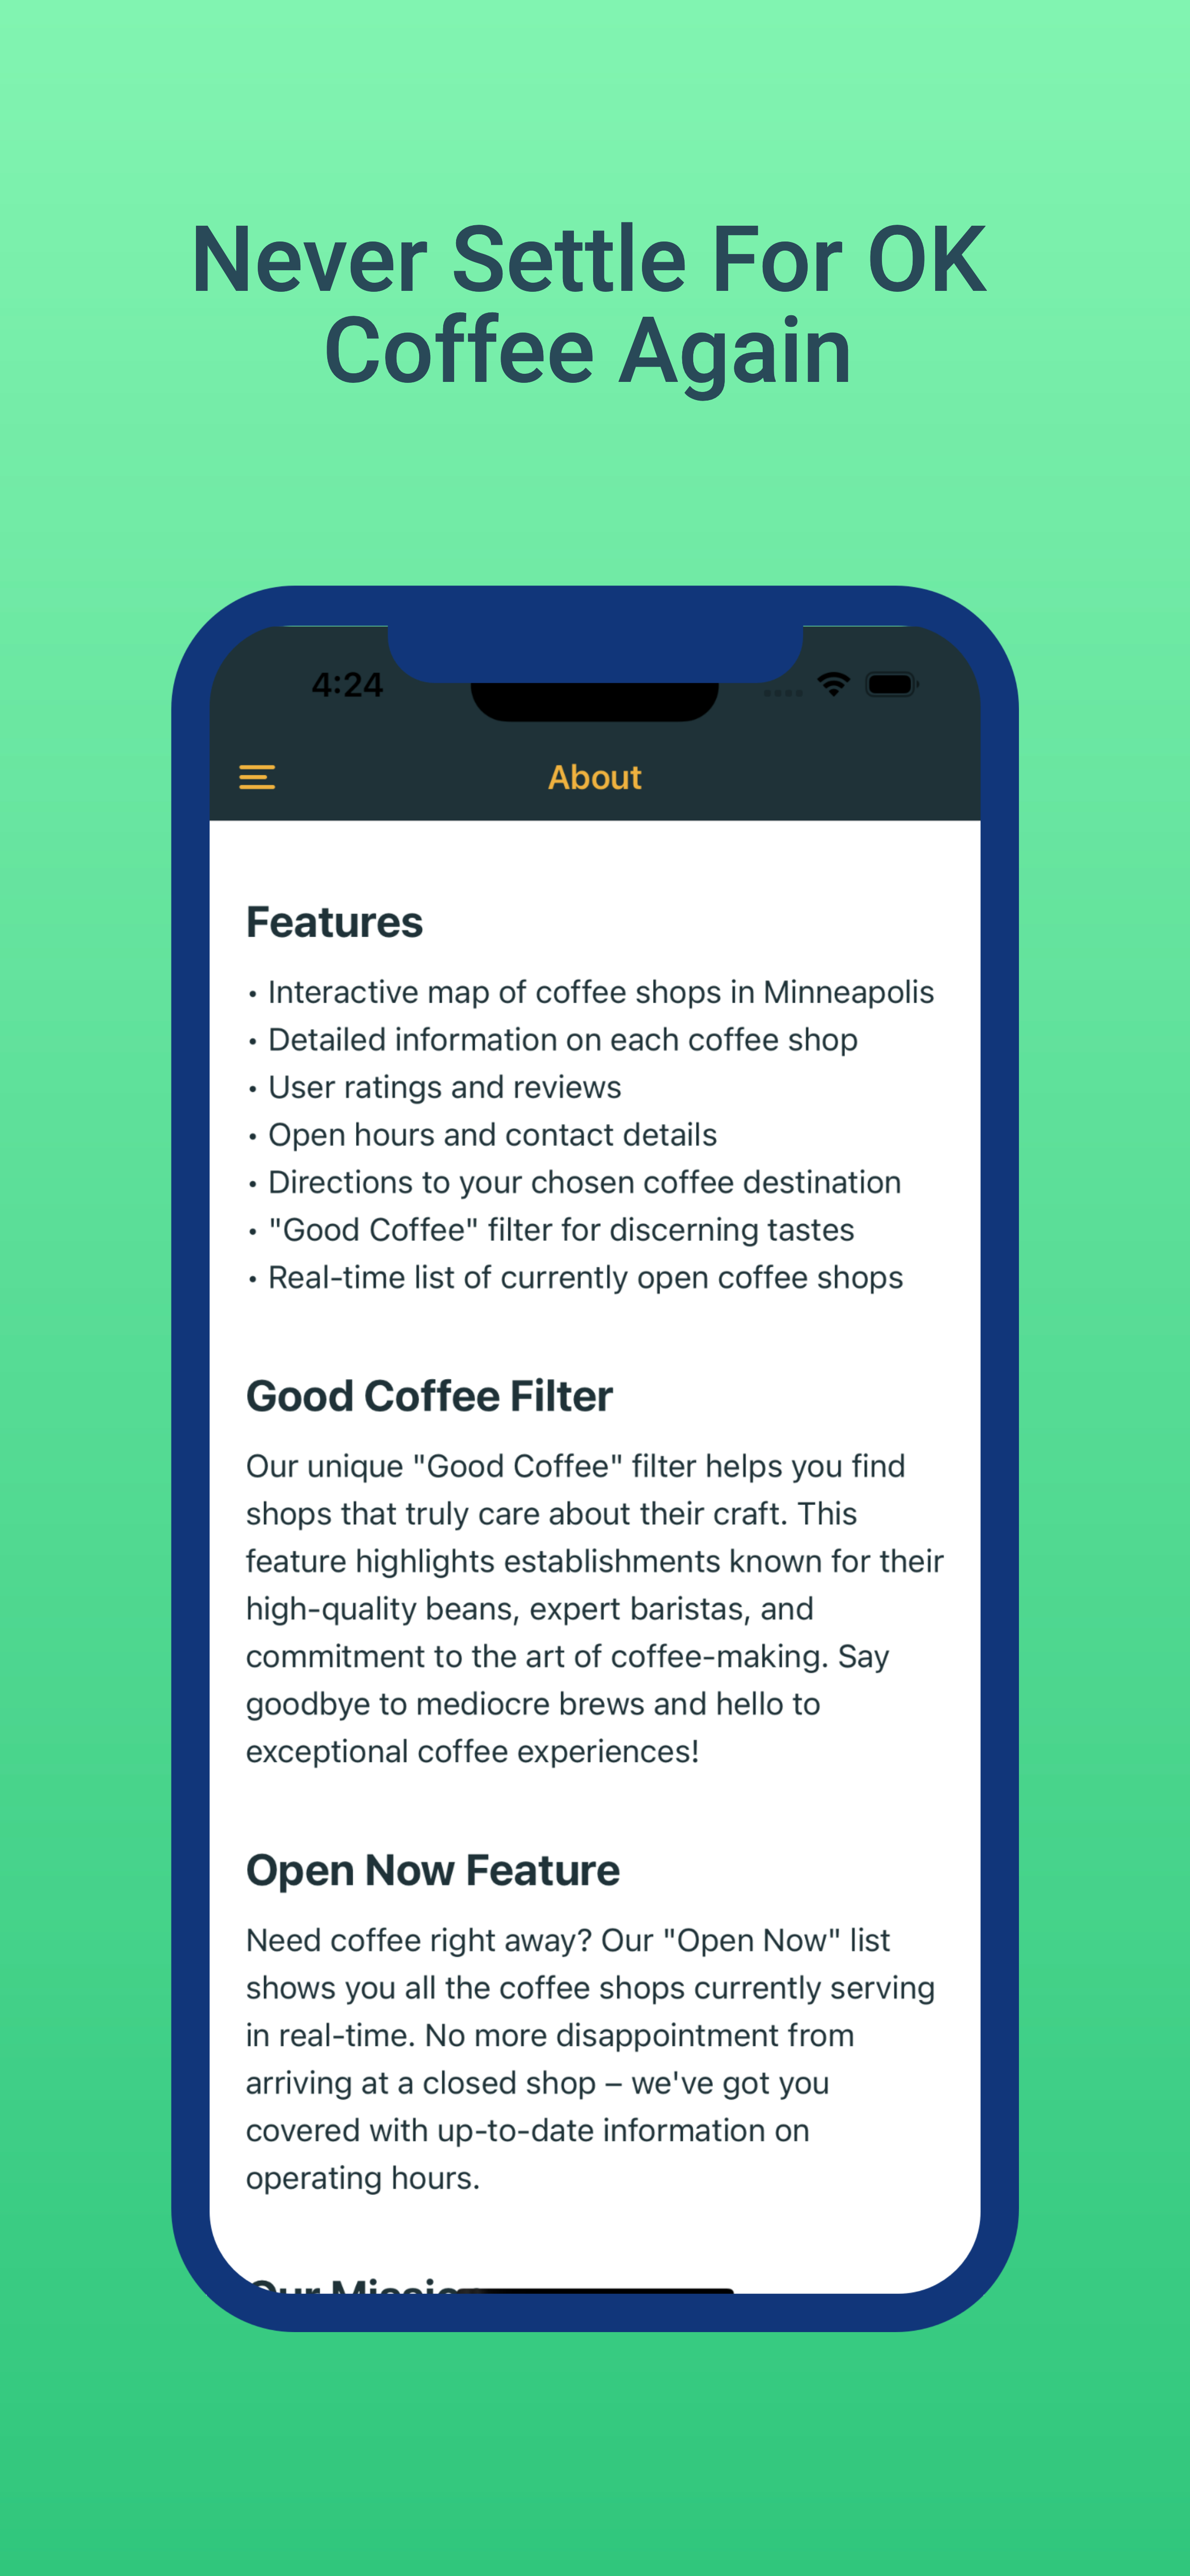 Never Settle For OK
Coffee Again
4:24
About
Features
• Interactive map of coffee shops in Minneapolis
• Detailed information on each coffee shop
• User ratings and reviews
• Open hours and contact details
• Directions to your chosen coffee destination
• "Good Coffee" filter for discerning tastes
• Real-time list of currently open coffee shops
Good Coffee Filter
Our unique "Good Coffee" filter helps you find
shops that truly care about their craft. This
feature highlights establishments known for their
high-quality beans, expert baristas, and
commitment to the art of coffee-making. Say
goodbye to mediocre brews and hello to
exceptional coffee experiences!
Open Now Feature
Need coffee right away? Our "Open Now" list
shows you all the coffee shops currently serving
in real-time. No more disappointment from
arriving at a closed shop – we've got you
covered with up-to-date information on
operating hours.
Our